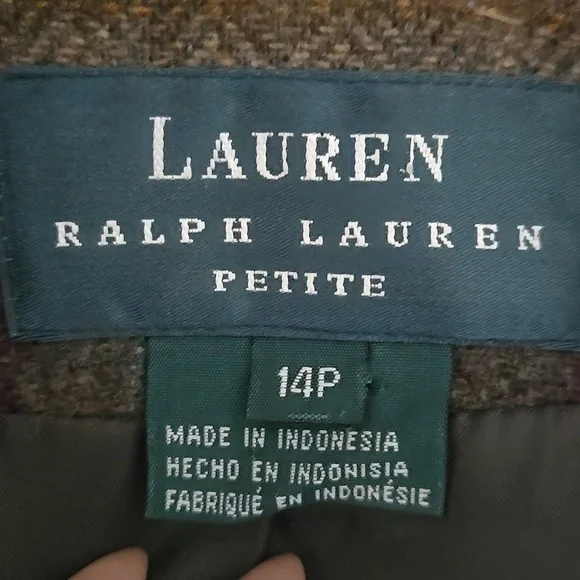 LAUREN
RALPH LAUREN
PETITE
14P
MADE IN INDONESIA
HECHO EN INDONISIA
FABRIQUÉ EN INDONÉSIE